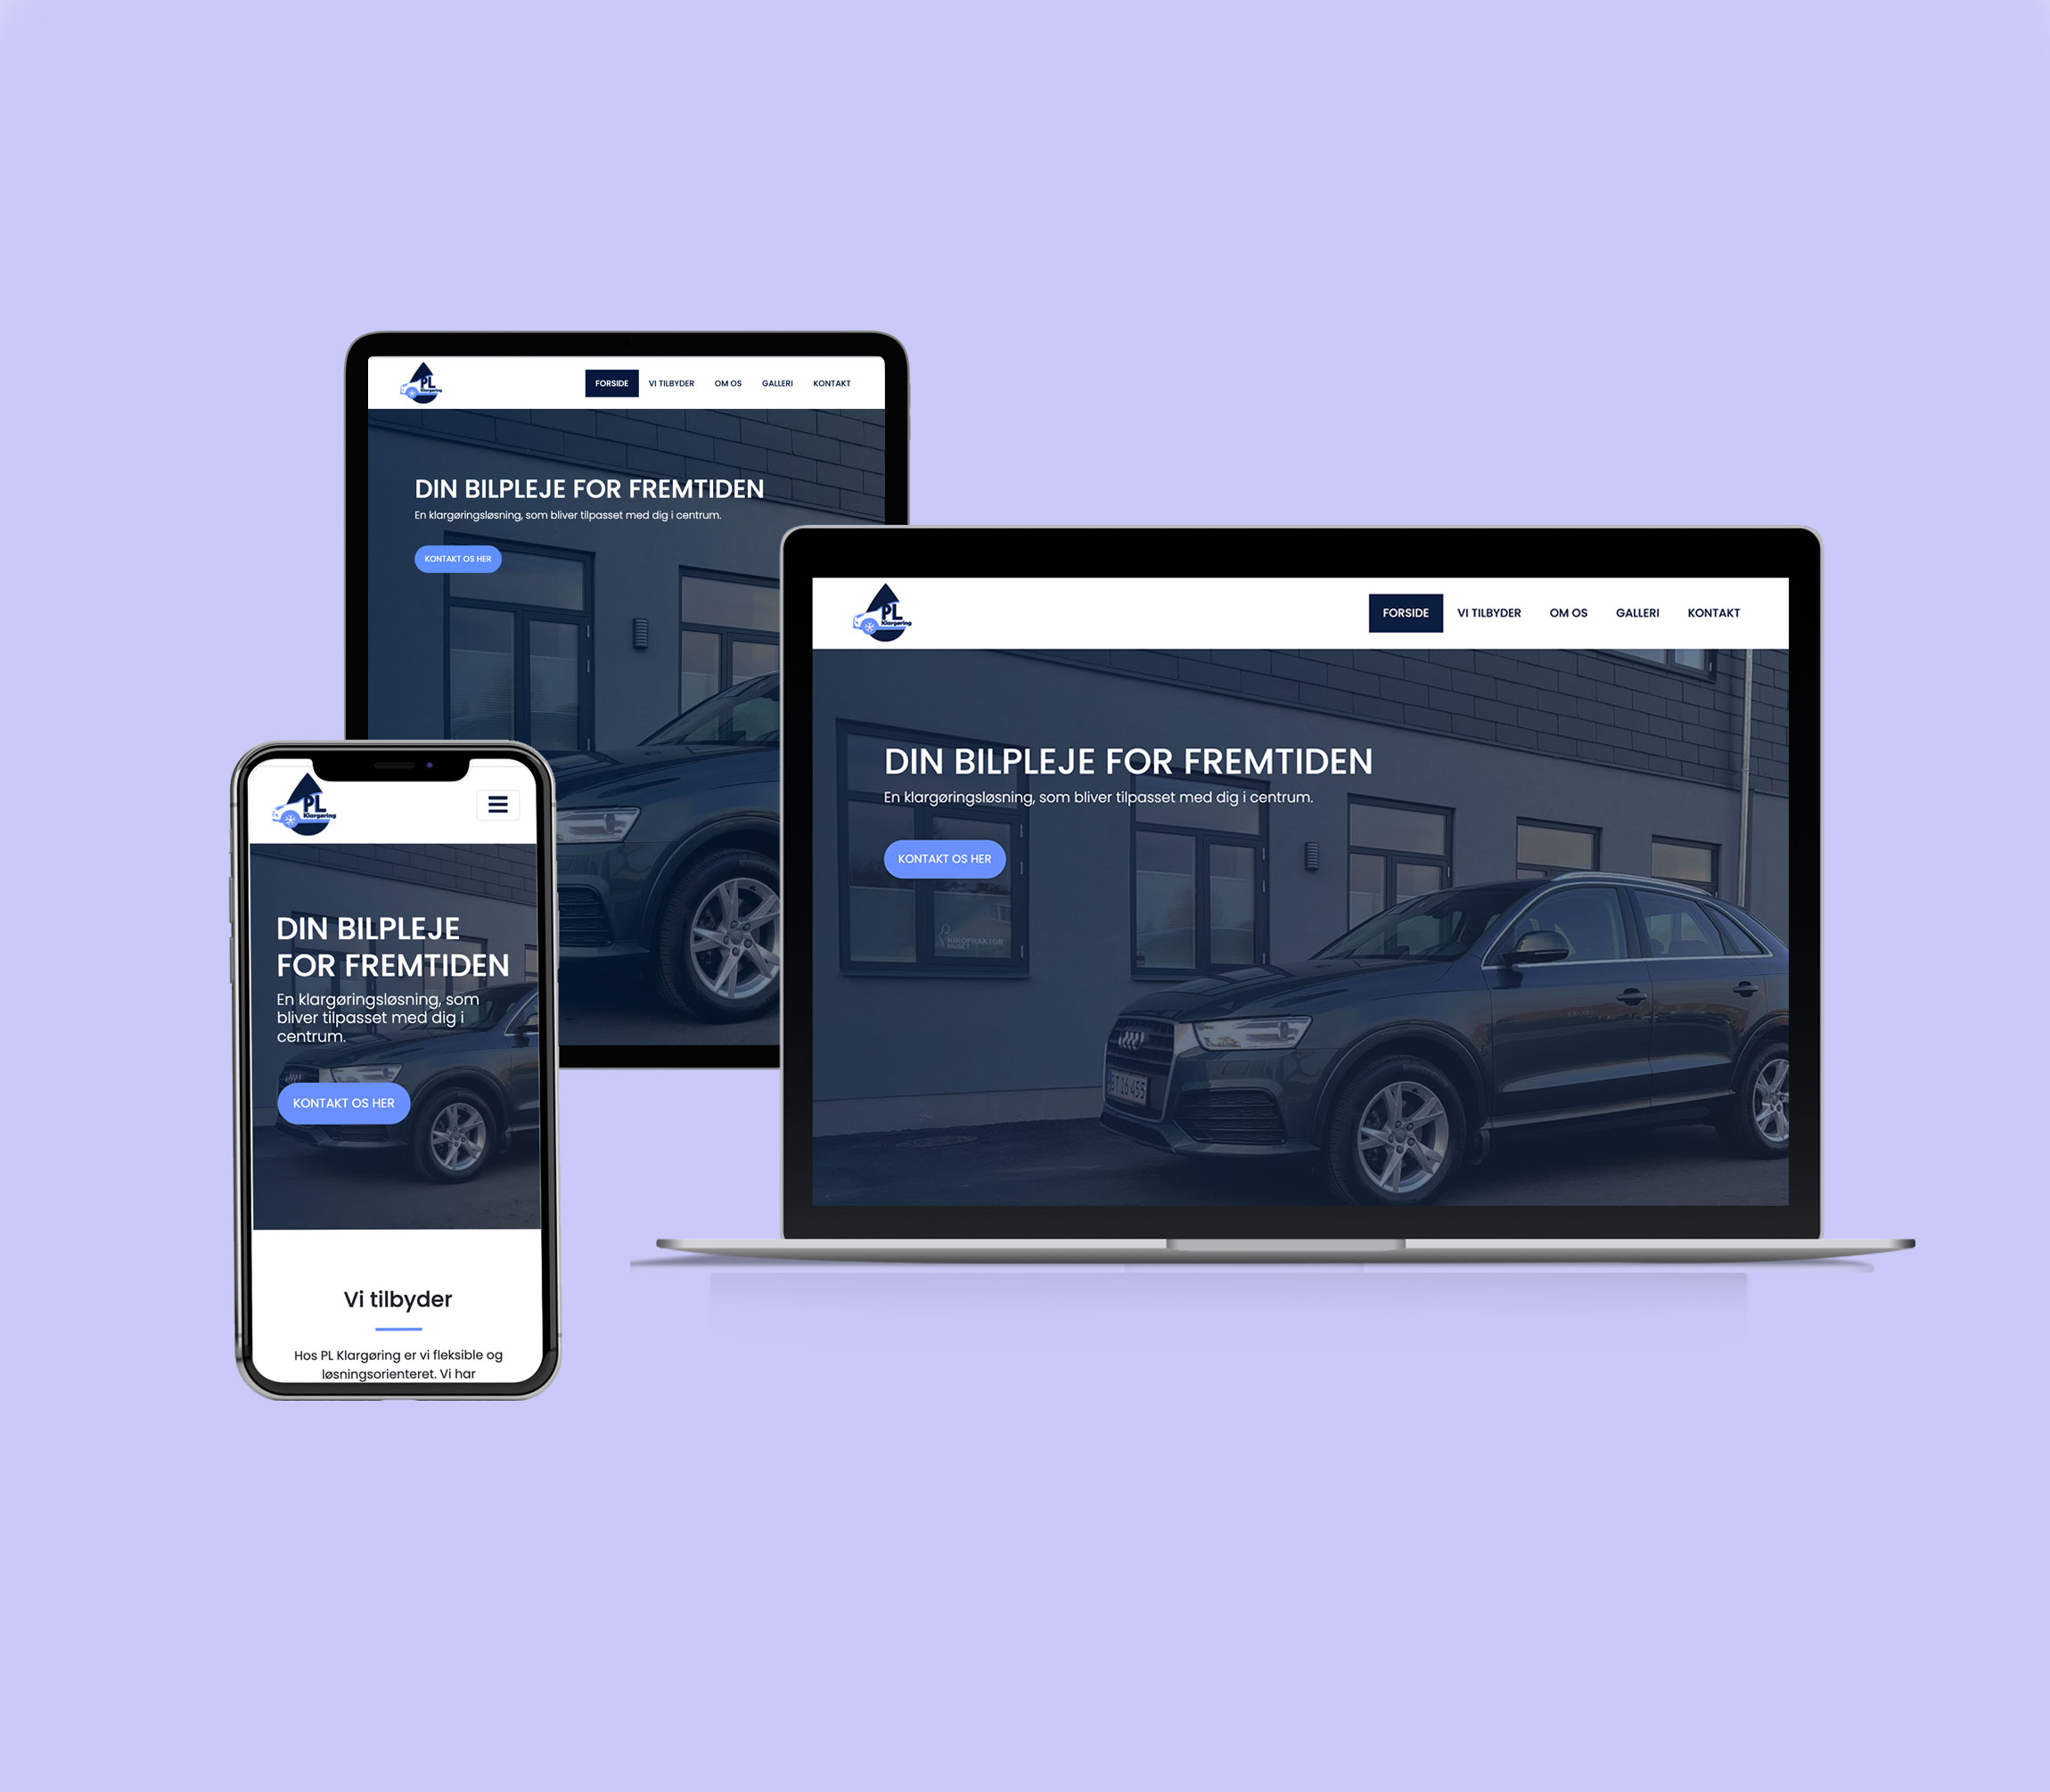 PL
Klargøring
FORSIDE VI TILBYDER OM OS GALLERI KONTAKT
DIN BILPLEJE FOR FREMTIDEN
En klargøringsløsning, som bliver tilpasset med dig i centrum.
KONTAKT OS HER
PL
Klargøring
FORSIDE VI TILBYDER OM OS GALLERI KONTAKT
DIN BILPLEJE FOR FREMTIDEN
En klargøringsløsning, som bliver tilpasset med dig i centrum.
KONTAKT OS HER
KIROPRAKTOR
HUSET
PL
Klargøring
DIN BILPLEJE
FOR FREMTIDEN
En klargøringsløsning, som
bliver tilpasset med dig i
centrum.
KONTAKT OS HER
Vi tilbyder
Hos PL Klargøring er vi fleksible og
løsningsorienteret. Vi har